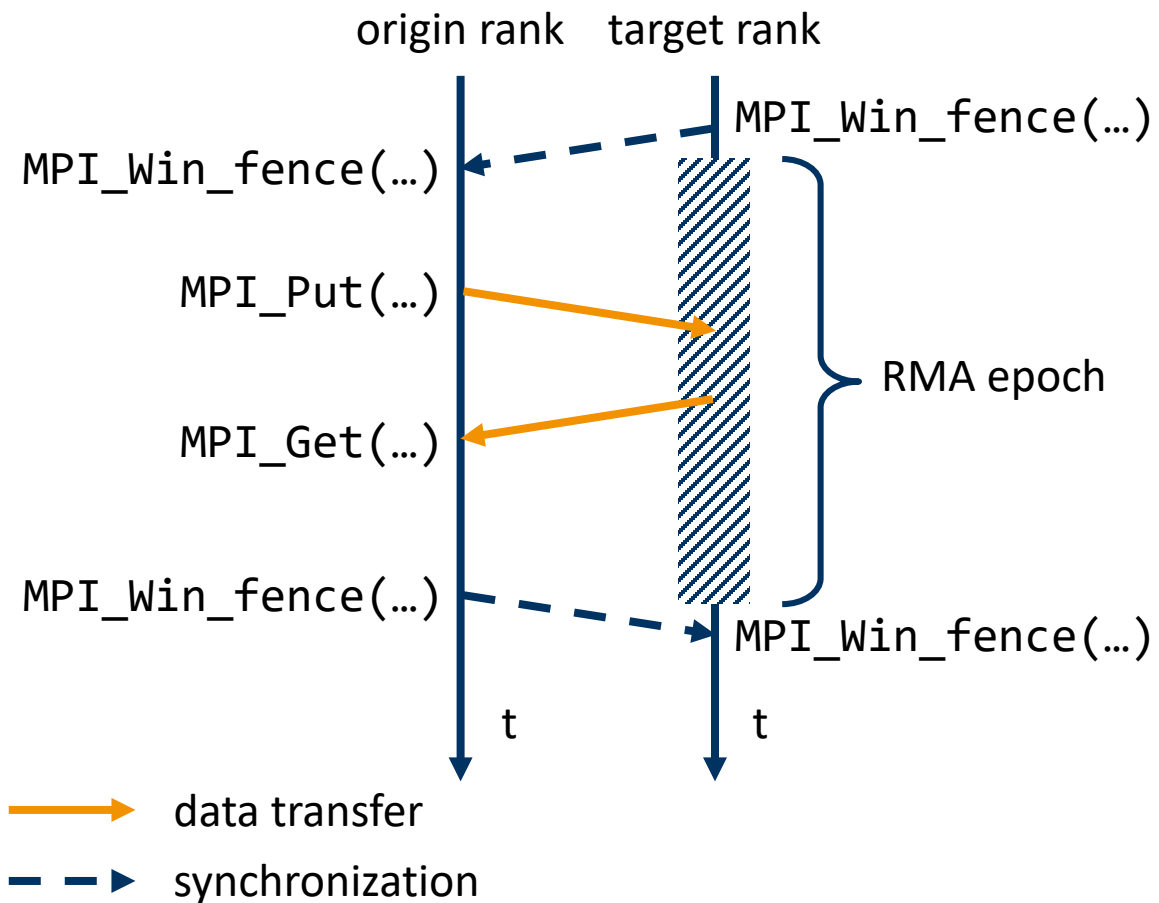 origin rank target rank
MPI_Win_fence(…)
MPI_Win_fence(…)
MPI_Put(…)
RMA epoch
MPI_Get(…)
MPI_Win_fence(…)
MPI_Win_fence(…)
t t
data transfer
synchronization